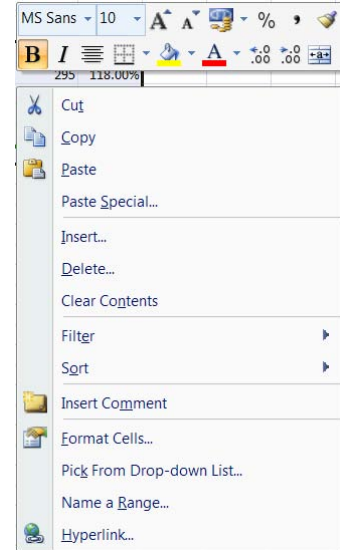 MS Sans 10 A A % ,
B I A .00 .00 a
295 118.00%
Cut
Copy
Paste
Paste Special...
Insert...
Delete...
Clear Contents
Filter
Sort
Insert Comment
Format Cells...
Pick From Drop-down List...
Name a Range...
Hyperlink...